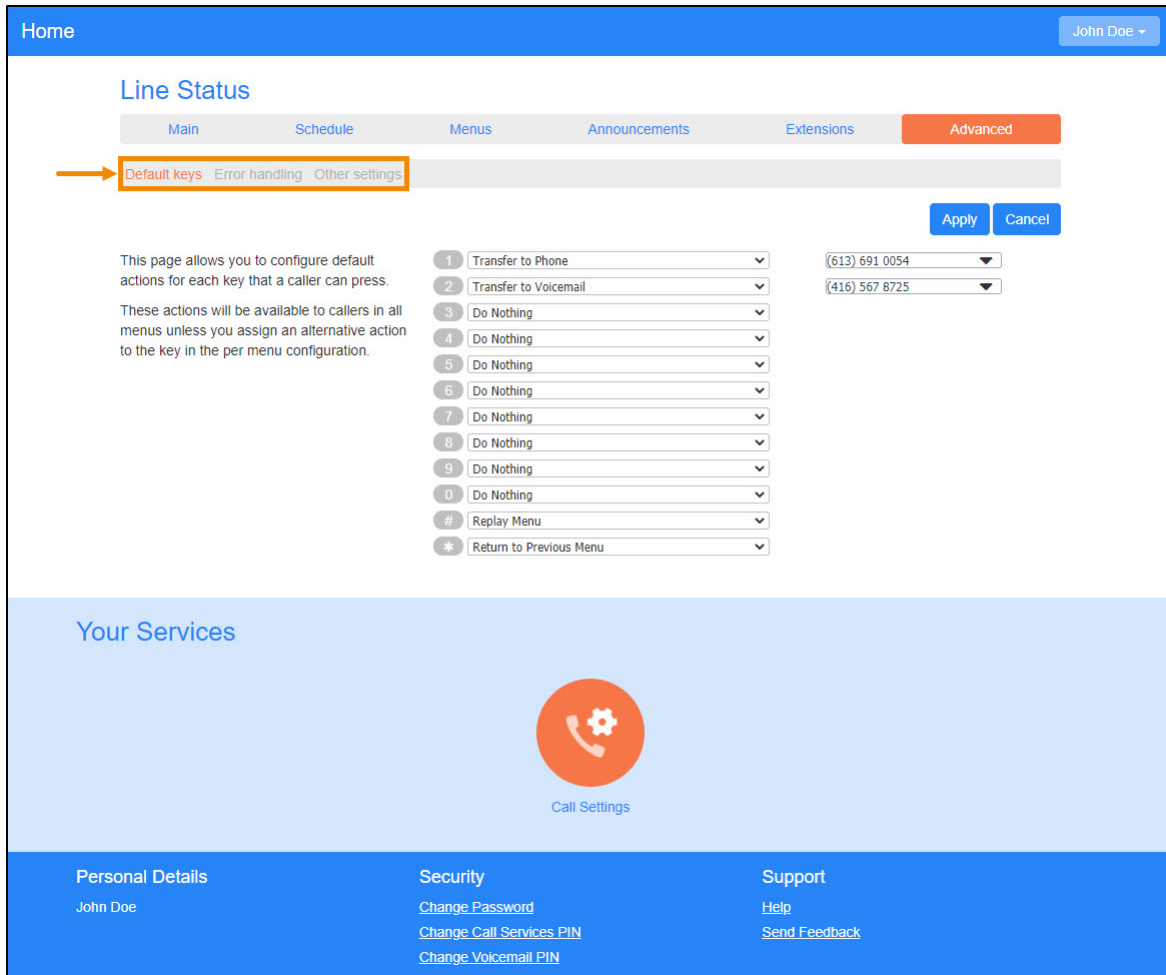 Home
John Doe
Line Status
Main Schedule Menus Announcements Extensions Advanced
Default keys Error handling Other settings
Apply Cancel
This page allows you to configure default
actions for each key that a caller can press.
These actions will be available to callers in all
menus unless you assign an alternative action
to the key in the per menu configuration.
1 Transfer to Phone (613) 691 0054
2 Transfer to Voicemail (416) 567 8725
3 Do Nothing
4 Do Nothing
5 Do Nothing
6 Do Nothing
7 Do Nothing
8 Do Nothing
9 Do Nothing
0 Do Nothing
# Replay Menu
* Return to Previous Menu
Your Services
Call Settings
Personal Details
John Doe
Security
Change Password
Change Call Services PIN
Change Voicemail PIN
Support
Help
Send Feedback